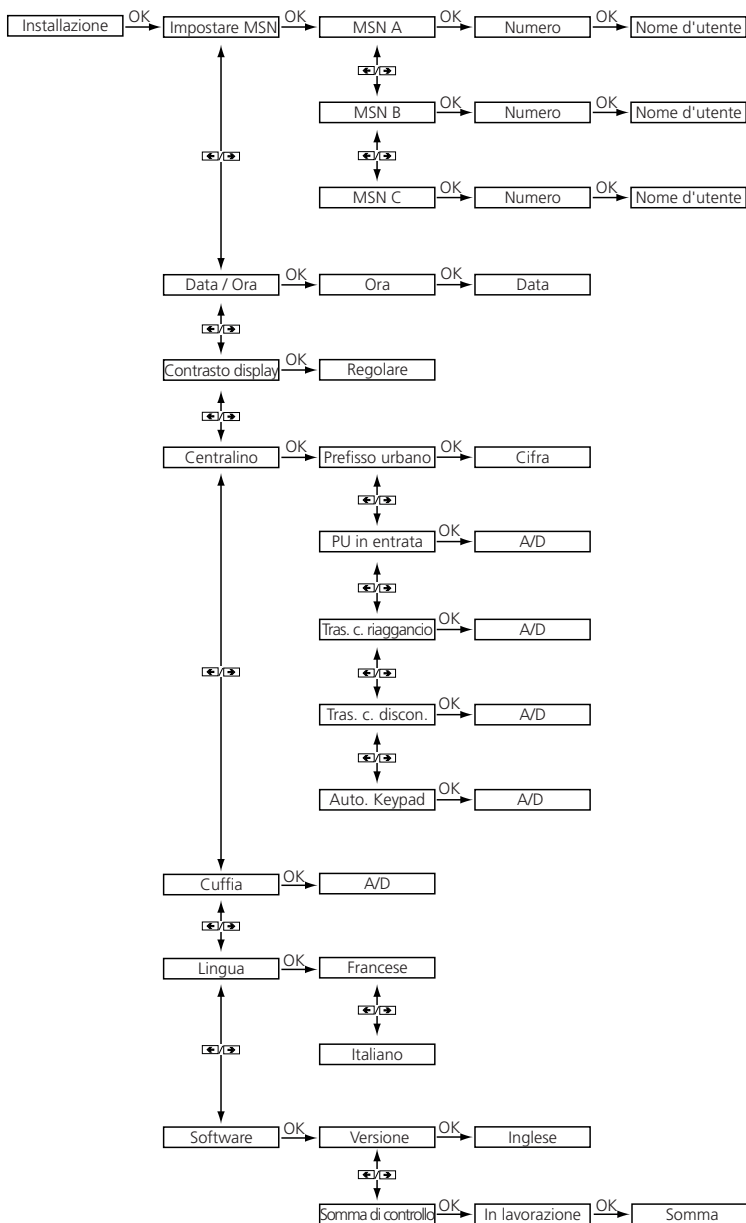 Installazione OK Impostare MSN OK MSN A OK Numero OK Nome d'utente
MSN B OK Numero OK Nome d'utente
MSN C OK Numero OK Nome d'utente
Data / Ora OK Ora OK Data
Contrasto display OK Regolare
Centralino OK Prefisso urbano OK Cifra
PU in entrata OK A/D
Tras. c. riaggancio OK A/D
Tras. c. discon. OK A/D
Auto. Keypad OK A/D
Cuffia OK A/D
Lingua OK Francese
Italiano
Software OK Versione OK Inglese
Somma di controllo OK In lavorazione OK Somma